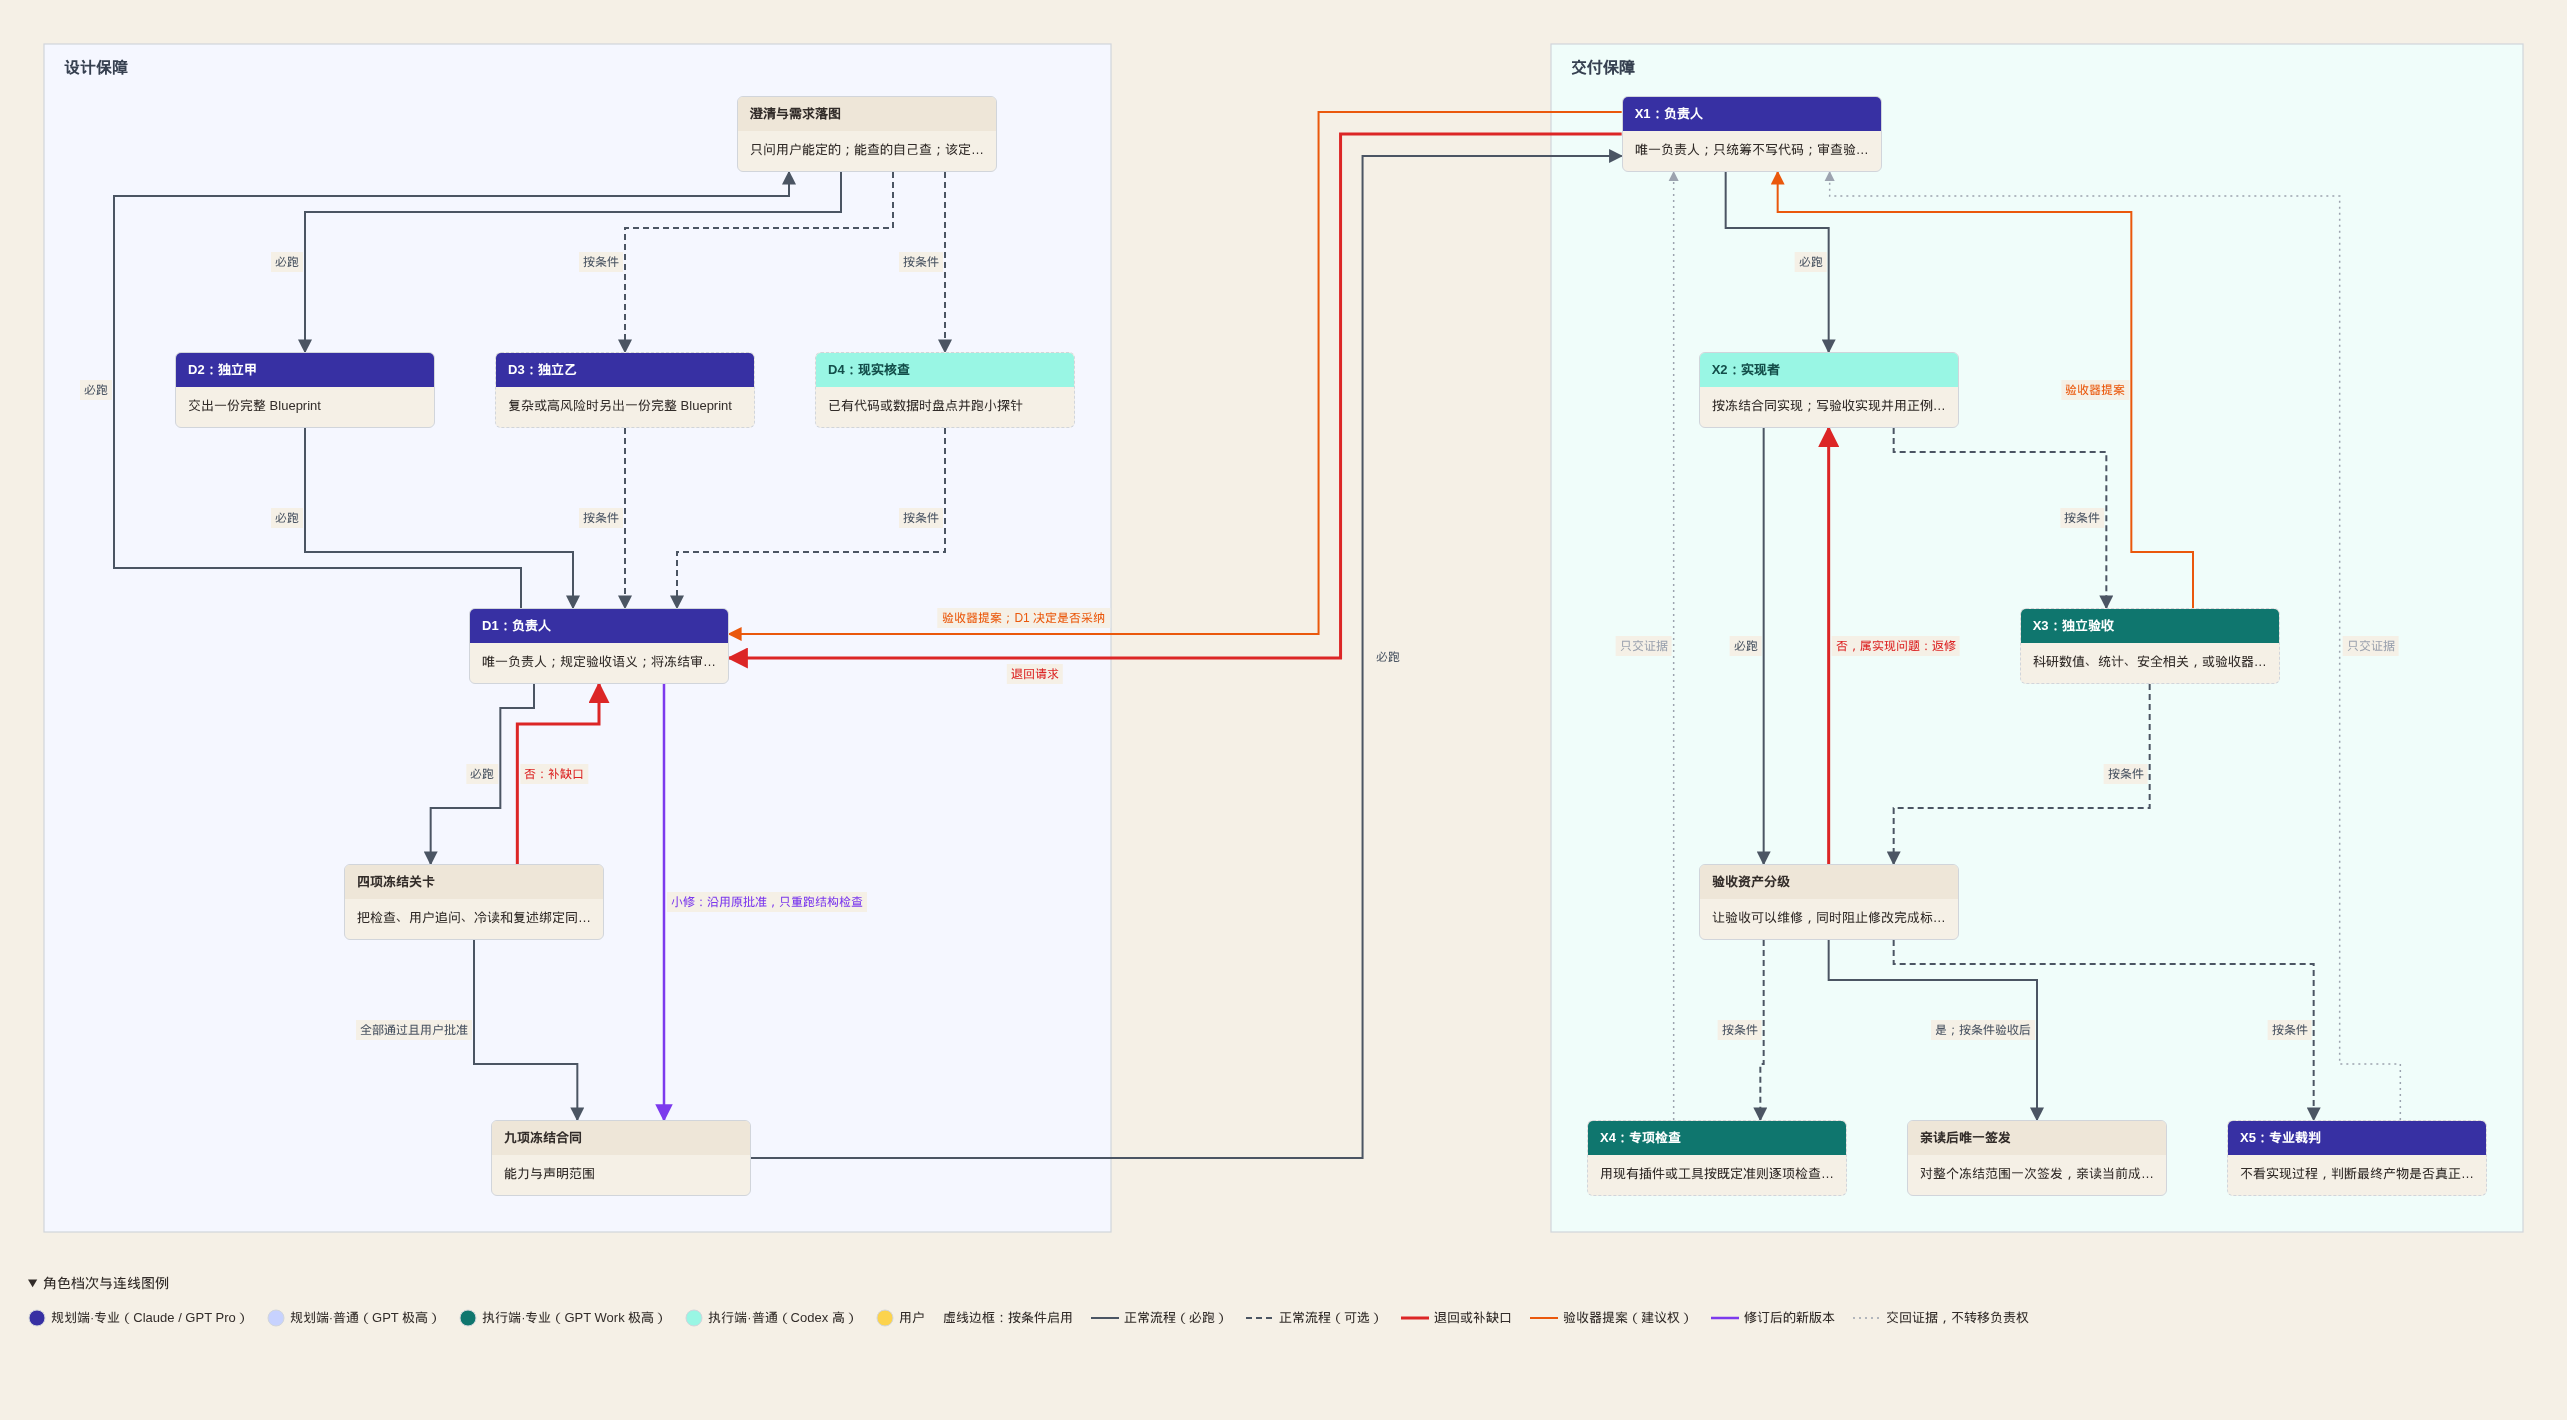 设计保障
澄清与需求落图
只问用户能定的；能查的自己查；该定…
必跑
按条件
按条件
必跑
D2：独立甲
交出一份完整 Blueprint
D3：独立乙
复杂或高风险时另出一份完整 Blueprint
D4：现实核查
已有代码或数据时盘点并跑小探针
必跑
按条件
按条件
D1：负责人
唯一负责人；规定验收语义；将冻结审…
验收器提案；D1 决定是否采纳
退回请求
必跑
否：补缺口
四项冻结关卡
把检查、用户追问、冷读和复述绑定同…
小修：沿用原批准，只重跑结构检查
全部通过且用户批准
九项冻结合同
能力与声明范围
必跑
交付保障
X1：负责人
唯一负责人；只统筹不写代码；审查验…
必跑
X2：实现者
按冻结合同实现；写验收实现并用正例…
验收器提案
按条件
只交证据
必跑
否，属实现问题：返修
X3：独立验收
科研数值、统计、安全相关，或验收器…
只交证据
按条件
验收资产分级
让验收可以维修，同时阻止修改完成标…
按条件
是；按条件验收后
按条件
X4：专项检查
用现有插件或工具按既定准则逐项检查…
亲读后唯一签发
对整个冻结范围一次签发，亲读当前成…
X5：专业裁判
不看实现过程，判断最终产物是否真正…
▼ 角色档次与连线图例
规划端·专业（Claude / GPT Pro） 规划端·普通（GPT 极高） 执行端·专业（GPT Work 极高） 执行端·普通（Codex 高） 用户 虚线边框：按条件启用 正常流程（必跑） 正常流程（可选） 退回或补缺口 验收器提案（建议权） 修订后的新版本 交回证据，不转移负责权